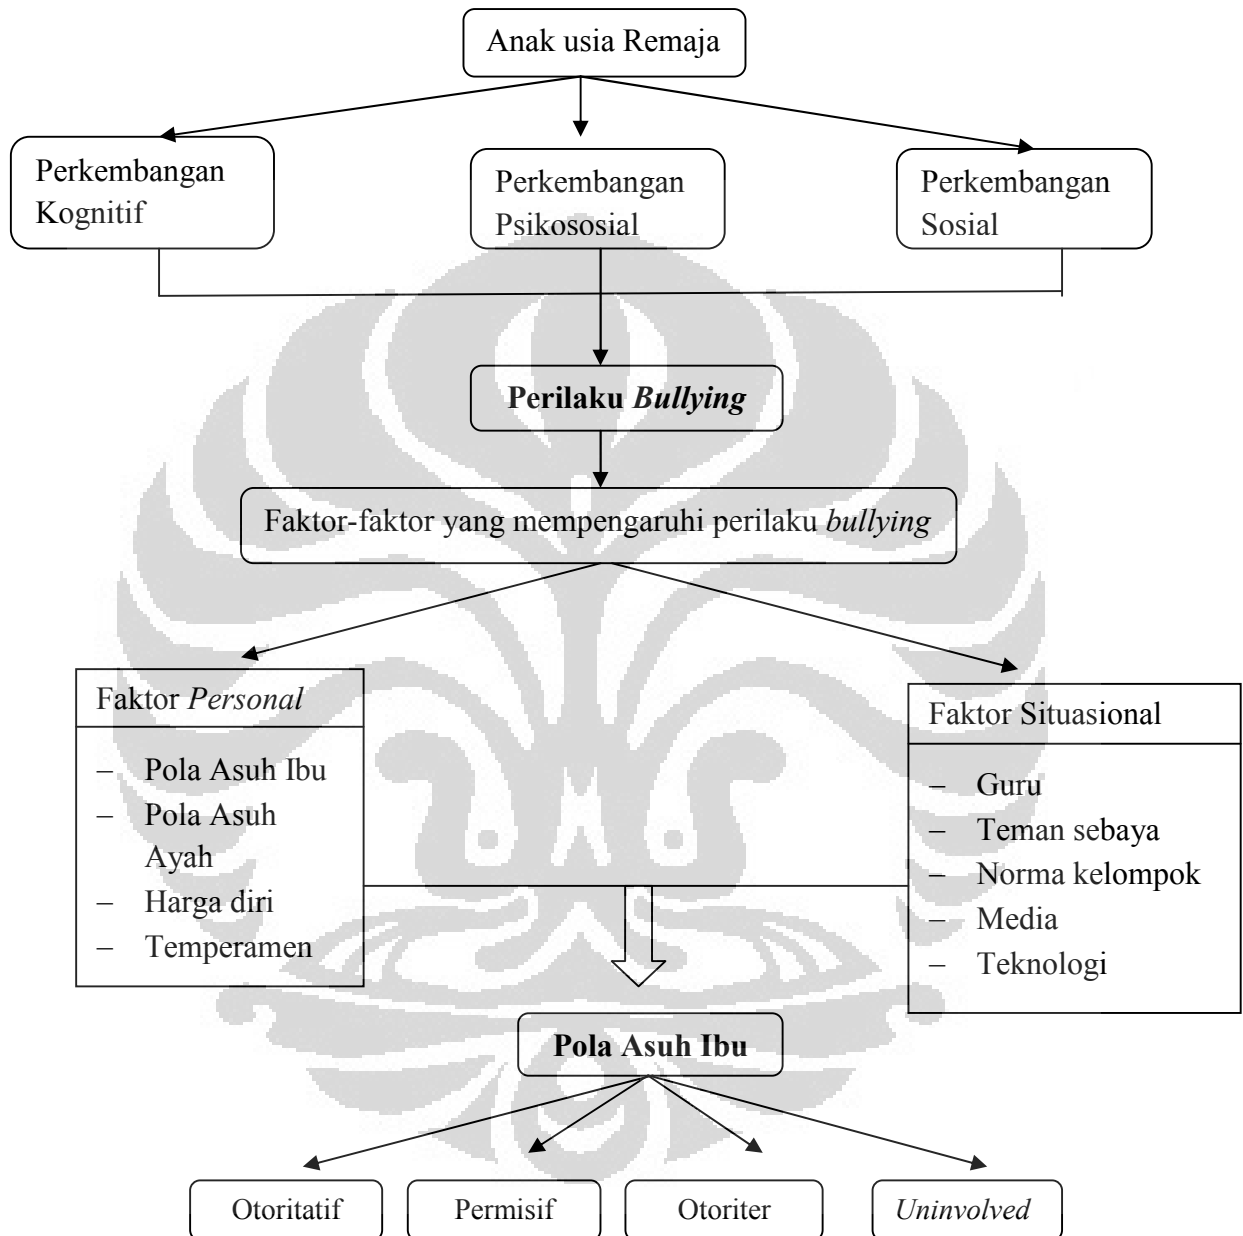 Anak usia Remaja
Perkembangan
Kognitif
Perkembangan
Psikososial
Perkembangan
Sosial
Perilaku Bullying
Faktor-faktor yang mempengaruhi perilaku bullying
Faktor Personal
– Pola Asuh Ibu
– Pola Asuh
Ayah
– Harga diri
– Temperamen
Faktor Situasional
– Guru
– Teman sebaya
– Norma kelompok
– Media
– Teknologi
Pola Asuh Ibu
Otoritatif
Permisif
Otoriter
Uninvolved